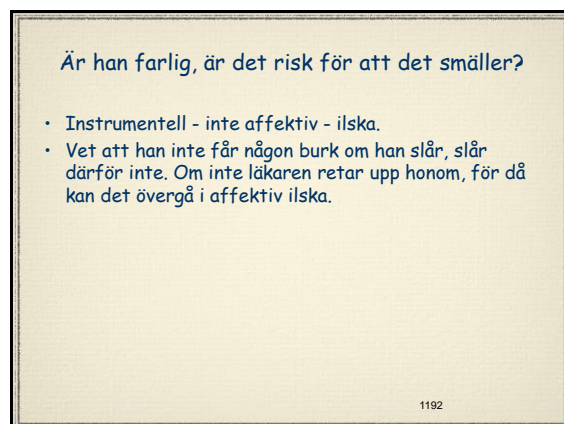 Är han farlig, är det risk för att det smäller?
• Instrumentell - inte affektiv - ilska.
• Vet att han inte får någon burk om han slår, slår
därför inte. Om inte läkaren retar upp honom, för då
kan det övergå i affektiv ilska.
1192